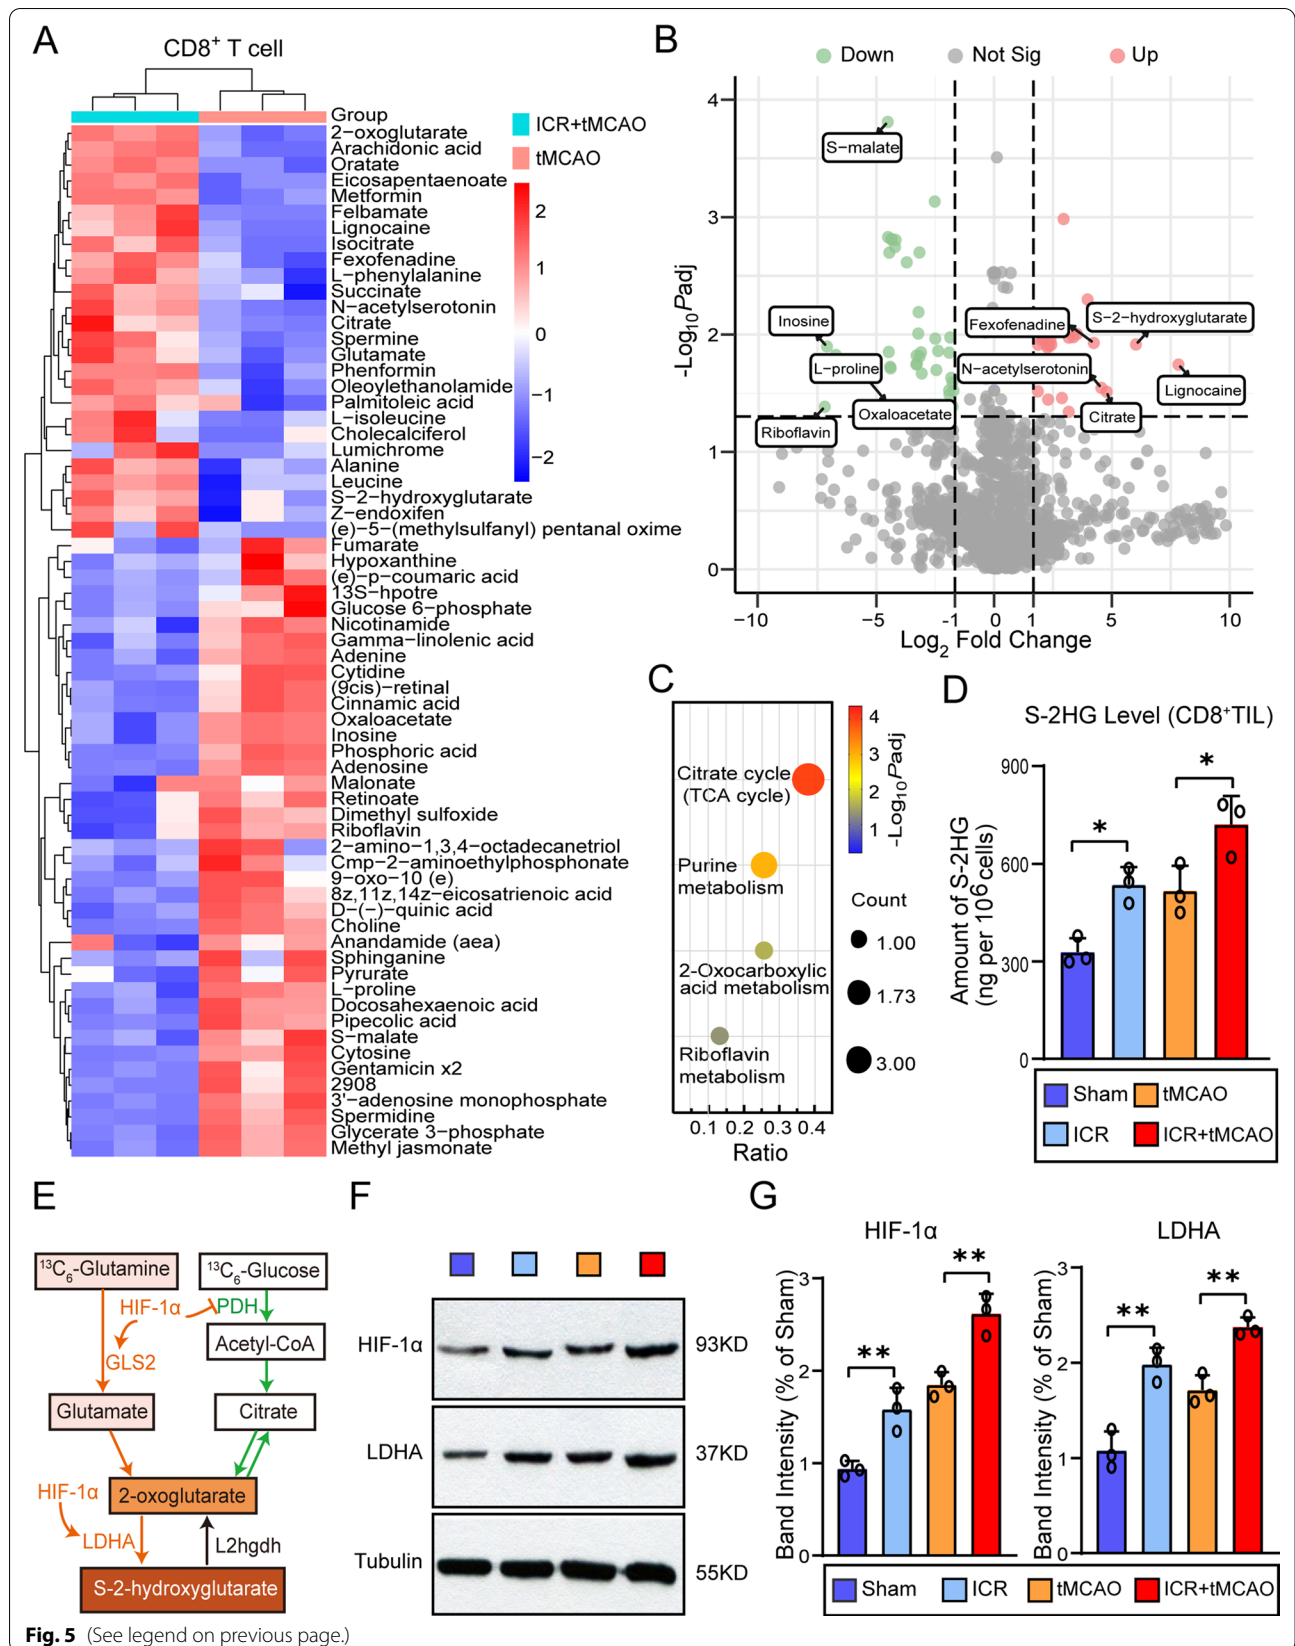 A
CD8+ T cell
Group
2−oxoglutarate
Arachidonic acid
Oratate
Eicosapentaenoate
Metformin
Felbamate
Lignocaine
Isocitrate
Fexofenadine
L−phenylalanine
Succinate
N−acetylserotonin
Citrate
Spermine
Glutamate
Phenformin
Oleoylethanolamide
Palmitoleic acid
L−isoleucine
Cholecalciferol
Lumichrome
Alanine
Leucine
S−2−hydroxyglutarate
Z−endoxifen
(e)−5−(methylsulfanyl) pentanal oxime
Fumarate
Hypoxanthine
(e)−p−coumaric acid
13S−hpotre
Glucose 6−phosphate
Nicotinamide
Gamma−linolenic acid
Adenine
Cytidine
(9cis)−retinal
Cinnamic acid
Oxaloacetate
Inosine
Phosphoric acid
Adenosine
Malonate
Retinoate
Dimethyl sulfoxide
Riboflavin
2−amino−1,3,4−octadecanetriol
Cmp−2−aminoethylphosphonate
9−oxo−10 (e)
8z,11z,14z−eicosatrienoic acid
D−(−)−quinic acid
Choline
Anandamide (aea)
Sphinganine
Pyrurate
L−proline
Docosahexaenoic acid
Pipecolic acid
S−malate
Cytosine
Gentamicin x2
2908
3'−adenosine monophosphate
Spermidine
Glycerate 3−phosphate
Methyl jasmonate
ICR+tMCAO
tMCAO
2
1
0
−1
−2
B
Down
Not Sig
Up
-Log10Padj
4
3
2
1
0
S−malate
Inosine
L−proline
Oxaloacetate
Riboflavin
Fexofenadine
S−2−hydroxyglutarate
N−acetylserotonin
Lignocaine
Citrate
−10
−5
-1
0
1
5
10
Log2 Fold Change
C
Citrate cycle
(TCA cycle)
Purine
metabolism
2-Oxocarboxylic
acid metabolism
Riboflavin
metabolism
0.1 0.2 0.3 0.4
Ratio
4
3
2
1
-Log10Padj
Count
1.00
1.73
3.00
D
S-2HG Level (CD8+TIL)
Amount of S-2HG
(ng per 106 cells)
900
600
300
0
*
*
Sham
tMCAO
ICR
ICR+tMCAO
E
13C6-Glutamine
13C6-Glucose
HIF-1α
PDH
GLS2
Acetyl-CoA
Glutamate
Citrate
2-oxoglutarate
HIF-1α
LDHA
L2hgdh
S-2-hydroxyglutarate
F
HIF-1α
93KD
LDHA
37KD
Tubulin
55KD
G
HIF-1α
Band Intensity (% of Sham)
3
2
1
0
**
**
LDHA
Band Intensity (% of Sham)
3
2
1
0
**
**
Sham
ICR
tMCAO
ICR+tMCAO
Fig. 5 (See legend on previous page.)